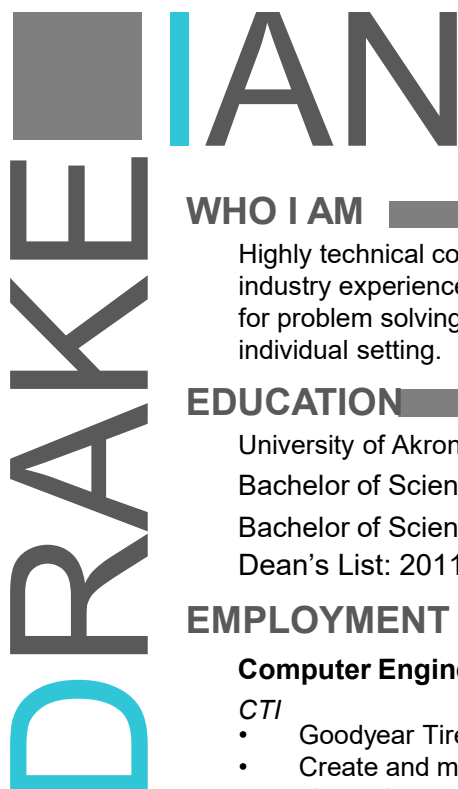 IAN
DRAKE
WHO I AM
Highly technical co
industry experience
for problem solving
individual setting.
EDUCATION
University of Akron
Bachelor of Scien
Bachelor of Scien
Dean’s List: 2011
EMPLOYMENT
Computer Engine
CTI
• Goodyear Tire
• Create and m